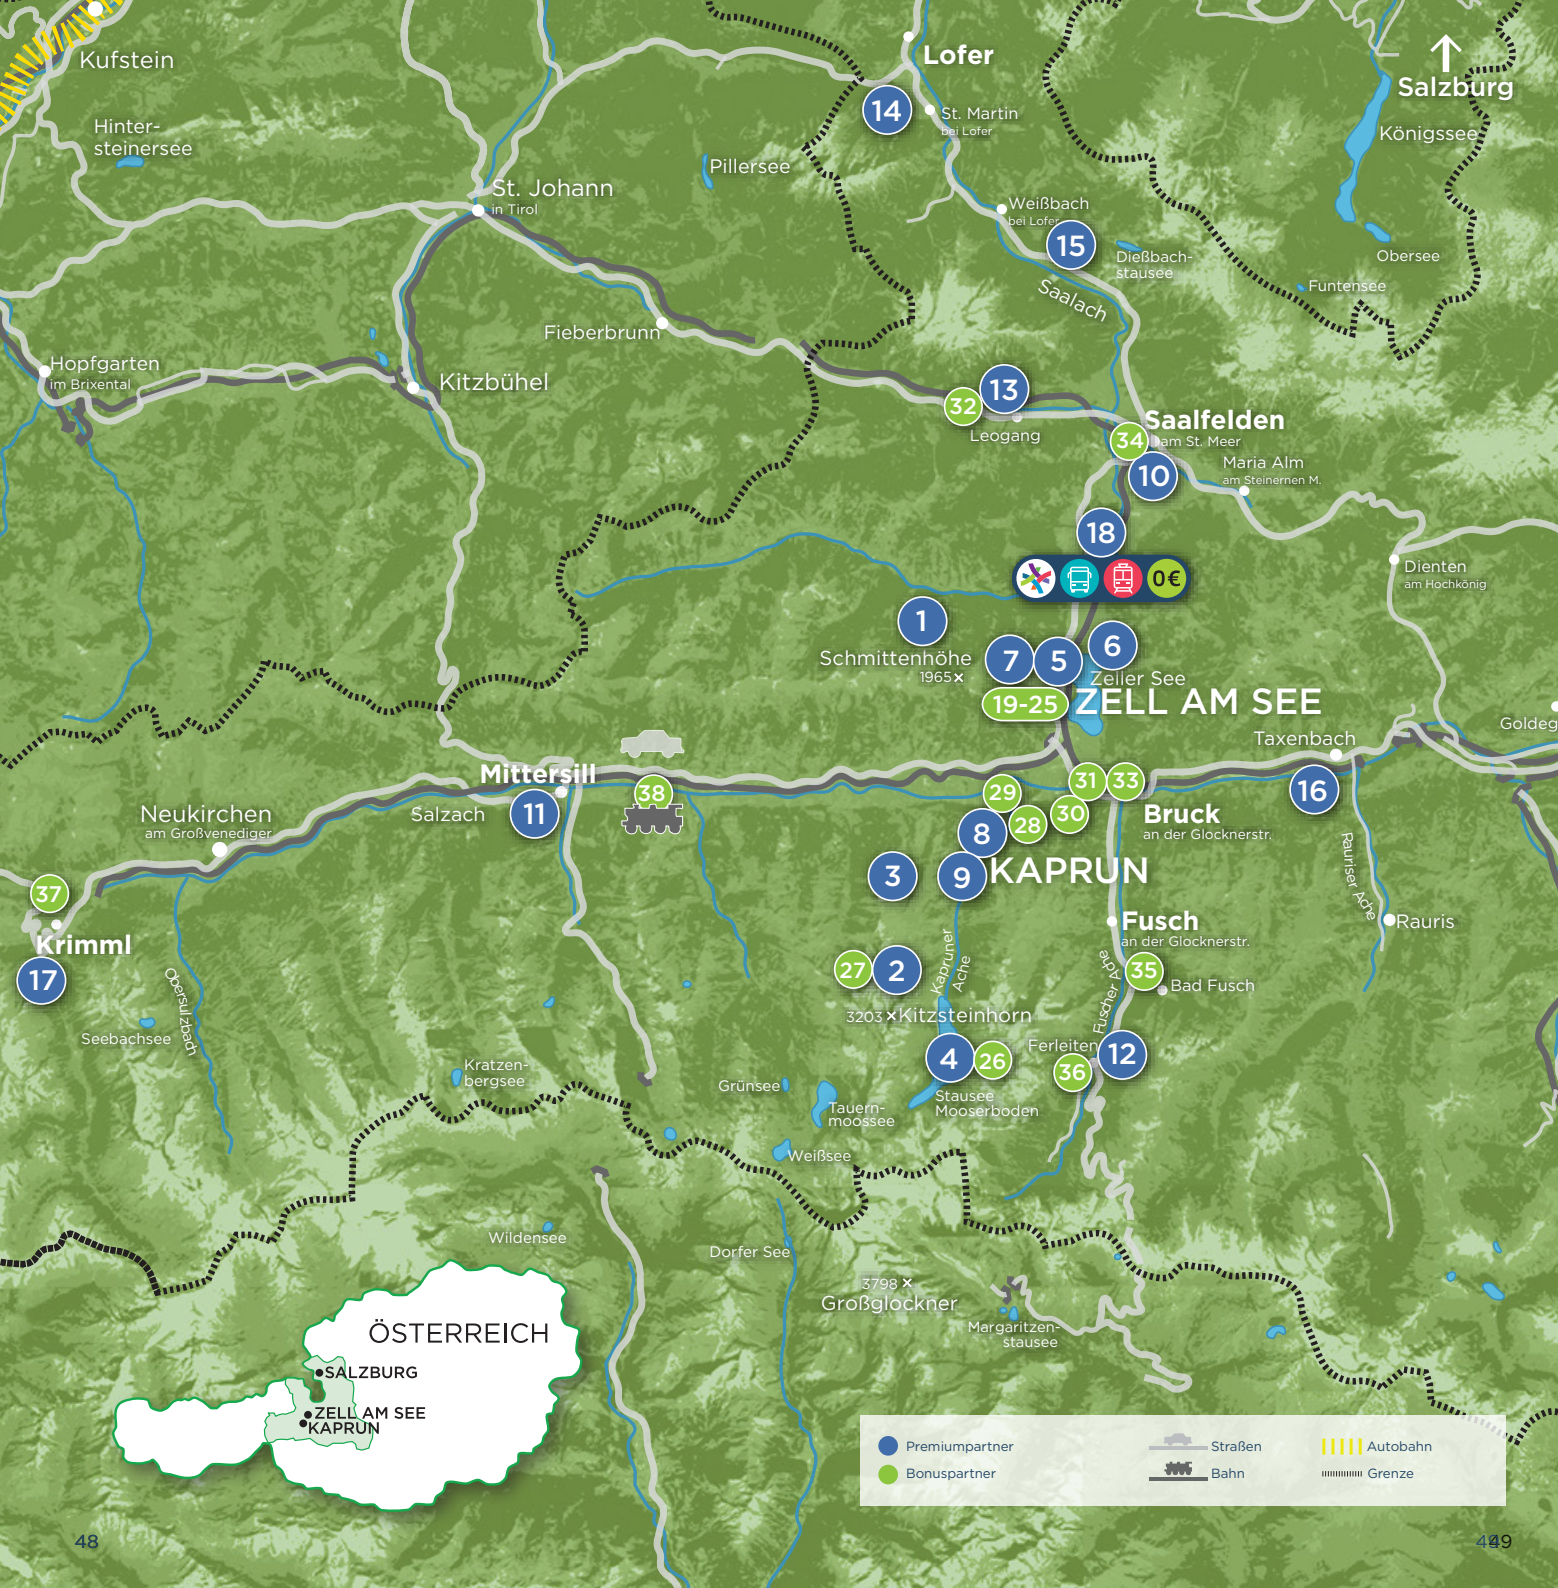 Kufstein
Lofer
Salzburg
14
St. Martin
bei Lofer
Hinter-
steinersee
Königssee
Pillersee
St. Johann
in Tirol
Weißbach
bei Lofer
15
Dießbach-
stausee
Obersee
Funtensee
Saalach
Fieberbrunn
Hopfgarten
im Brixental
Kitzbühel
13
32
Leogang
Saalfelden
am St. Meer
34
10
Maria Alm
am Steinernen M.
18
0€
Dienten
am Hochkönig
1
Schmittenhöhe
1965
7
5
6
Zeller See
19-25
ZELL AM SEE
Goldeg
Taxenbach
Mittersill
38
31
33
29
16
Neukirchen
am Großvenediger
Salzach
11
28
30
Bruck
an der Glocknerstr.
8
3
9
KAPRUN
Rauriser Ache
37
Krimml
17
Fusch
an der Glocknerstr.
Rauris
Kapruner
Ache
Fuscher Ache
27
2
35
Bad Fusch
Obersulzbach
3203
Kitzsteinhorn
Seebachsee
4
26
Ferleiten
12
36
Kratzen-
bergsee
Grünsee
Stausee
Mooserboden
Tauern-
moossee
Weißsee
Wildensee
Dorfer See
3798
Großglockner
Margaritzen-
stausee
ÖSTERREICH
SALZBURG
ZELL AM SEE
KAPRUN
Premiumpartner
Straßen
Autobahn
Bonuspartner
Bahn
Grenze
48
49